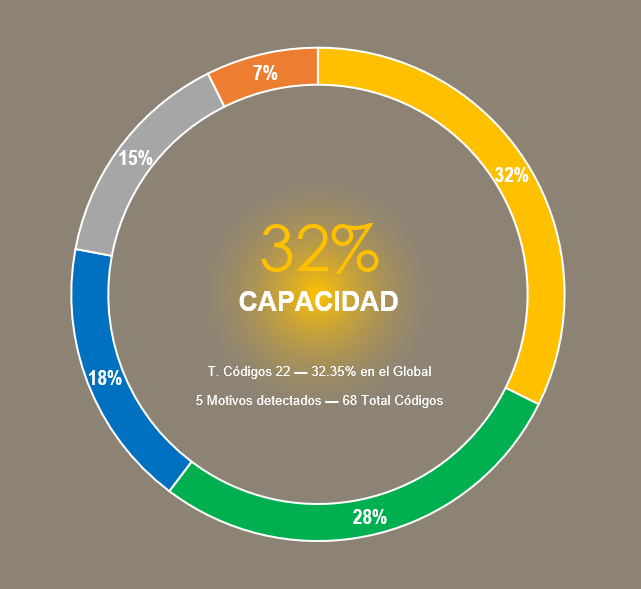 7%
32%
15%
32%
CAPACIDAD
T. Códigos 22 — 32.35% en el Global
18%
5 Motivos detectados — 68 Total Códigos
28%